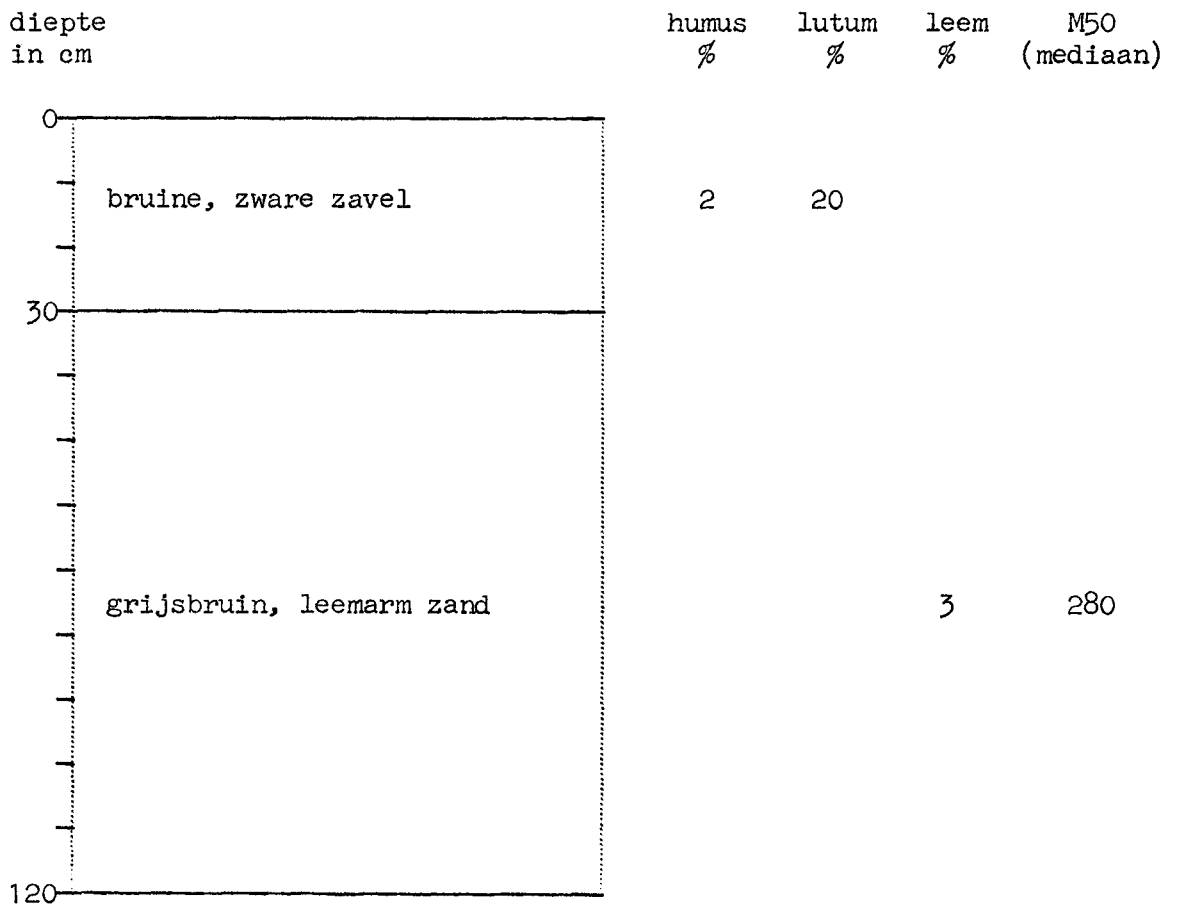 diepte humus lutum leem M50
in cm % % % (mediaan)
0
bruine, zware zavel 2 20
30
grijsbruin, leemarm zand 3 280
120